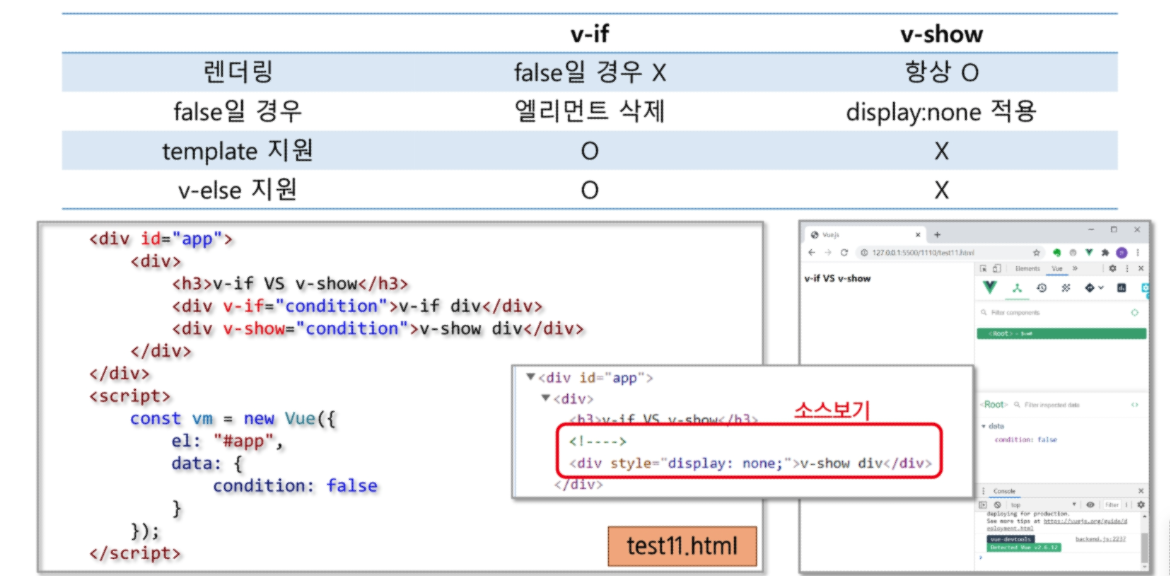 v-if v-show
렌더링 false일 경우 X 항상 O
false일 경우 엘리먼트 삭제 display:none 적용
template 지원 O X
v-else 지원 O X
<div id="app">
<div>
<h3>v-if VS v-show</h3>
<div v-if="condition">v-if div</div>
<div v-show="condition">v-show div</div>
</div>
</div>
<script>
const vm = new Vue({
el: "#app",
data: {
condition: false
}
});
</script>
test11.html
▼<div id="app">
▼<div>
<h3>v-if VS v-show</h3>
소스보기
<!---->
<div style="display: none;">v-show div</div>
</div>
Vue.js
127.0.0.1:5500/1110/test11.html
v-if VS v-show
Elements Vue
Filter components
<Root>
<Root> Filter inspected data
data
condition: false
Console
top Filter
deploying for production.
See more tips at https://vuejs.org/guide/d
eployment.html
vue-devtools backend.js:2237
Detected Vue v2.6.12